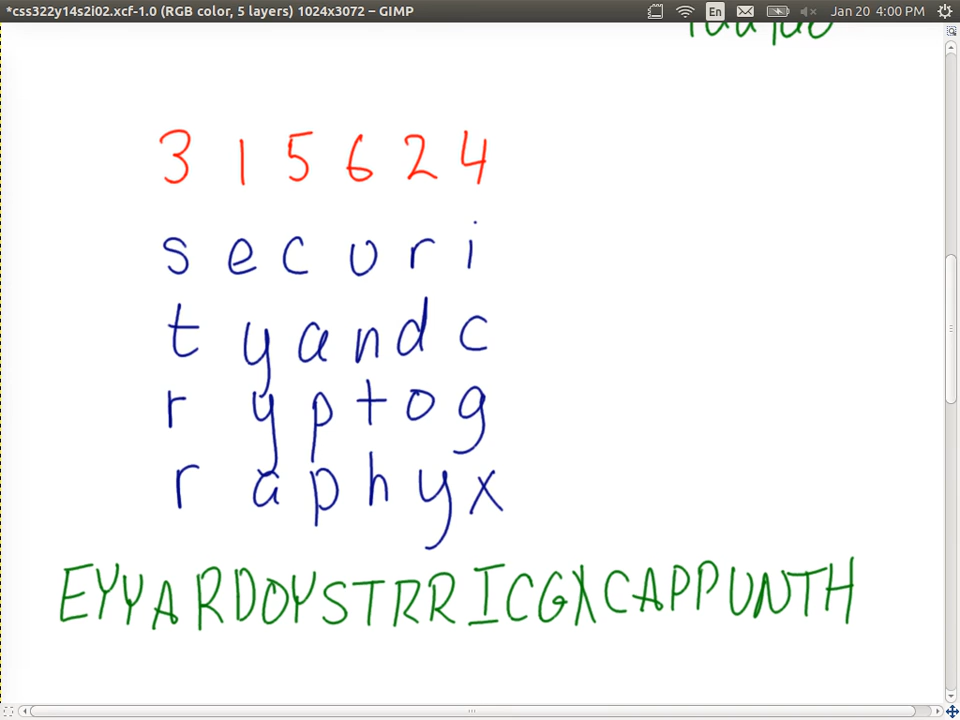 *css322y14s2i02.xcf-1.0 (RGB color, 5 layers) 1024x3072 – GIMP En Jan 20 4:00 PM
3 1 5 6 2 4
s e c u r i
t y a n d c
r y p t o g
r a p h y x
EYYARDOYSTRRICGXCAPPUNTH